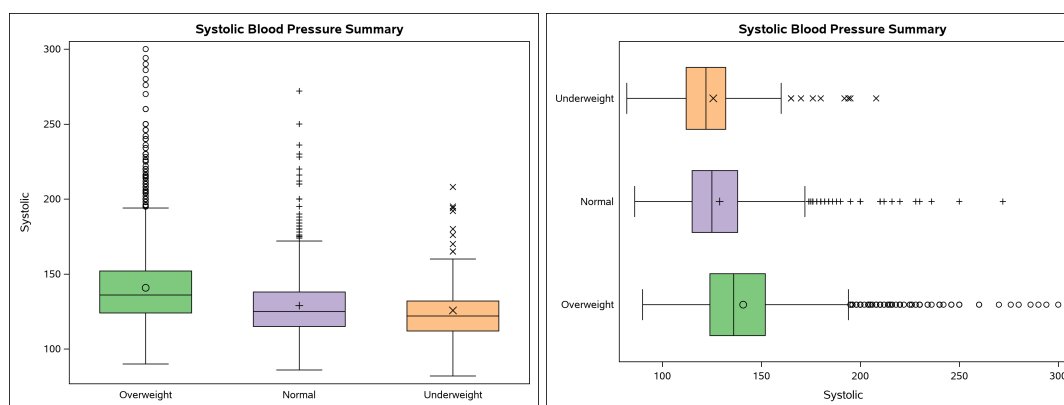 Systolic Blood Pressure Summary
300
250
200
150
100
Systolic
Overweight Normal Underweight
Systolic Blood Pressure Summary
Underweight
Normal
Overweight
100 150 200 250 300
Systolic